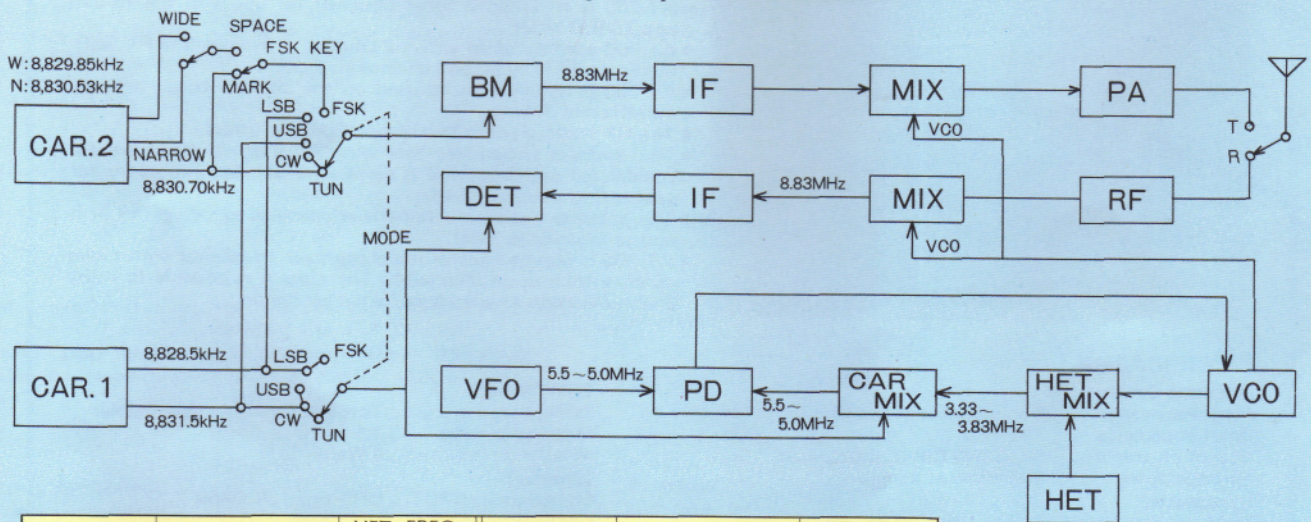 WIDE
SPACE
FSK KEY
W:8,829.85kHz
N:8,830.53kHz
MARK
CAR.2
NARROW
8,830.70kHz
LSB
FSK
USB
CW
TUN
BM
8.83MHz
IF
MIX
VCO
PA
T
R
DET
IF
8.83MHz
MIX
VCO
RF
MODE
CAR.1
8,828.5kHz
8,831.5kHz
LSB
FSK
USB
CW
TUN
VFO
5.5~5.0MHz
PD
5.5~
5.0MHz
CAR
MIX
3.33~
3.83MHz
HET
MIX
VCO
HET